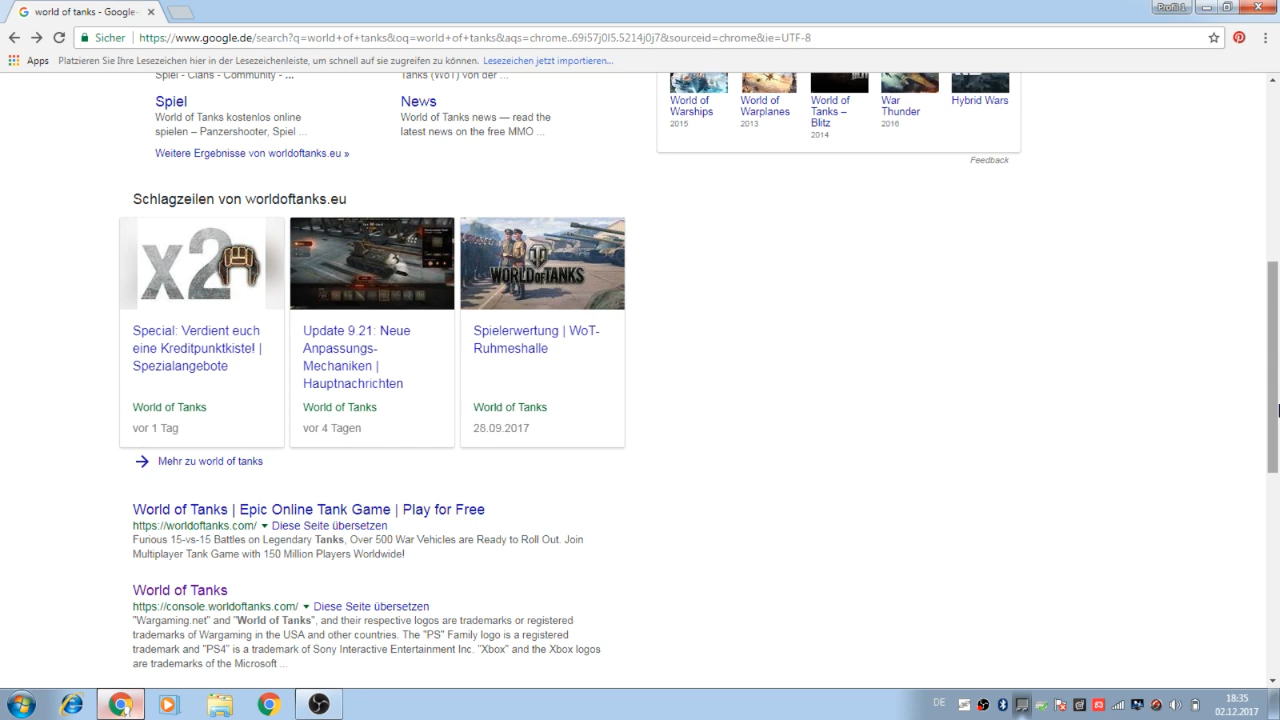 world of tanks - Google-
Profil 1
Sicher
https://www.google.de/search?q=world+of+tanks&oq=world+of+tanks&aqs=chrome..69i57j0l5.5214j0j7&sourceid=chrome&ie=UTF-8
Apps
Platzieren Sie Ihre Lesezeichen hier in der Lesezeichenleiste, um schnell auf sie zugreifen zu können.
Lesezeichen jetzt importieren...
Spiel - Clans - Community - ...
Tanks (WoT) von der ...
Spiel
World of Tanks kostenlos online
spielen – Panzershooter, Spiel ...
News
World of Tanks news — read the
latest news on the free MMO ...
Weitere Ergebnisse von worldoftanks.eu »
World of
Warships
2015
World of
Warplanes
2013
World of
Tanks –
Blitz
2014
War
Thunder
2016
Hybrid Wars
Feedback
Schlagzeilen von worldoftanks.eu
x2
Special: Verdient euch
eine Kreditpunktkiste! |
Spezialangebote
World of Tanks
vor 1 Tag
Update 9.21: Neue
Anpassungs-
Mechaniken |
Hauptnachrichten
World of Tanks
vor 4 Tagen
WORLD OF TANKS
Spielerwertung | WoT-
Ruhmeshalle
World of Tanks
28.09.2017
Mehr zu world of tanks
World of Tanks | Epic Online Tank Game | Play for Free
https://worldoftanks.com/ Diese Seite übersetzen
Furious 15-vs-15 Battles on Legendary Tanks, Over 500 War Vehicles are Ready to Roll Out. Join
Multiplayer Tank Game with 150 Million Players Worldwide!
World of Tanks
https://console.worldoftanks.com/ Diese Seite übersetzen
"Wargaming.net" and "World of Tanks", and their respective logos are trademarks or registered
trademarks of Wargaming in the USA and other countries. The "PS" Family logo is a registered
trademark and "PS4" is a trademark of Sony Interactive Entertainment Inc. "Xbox" and the Xbox logos
are trademarks of the Microsoft ...
DE
18:35
02.12.2017